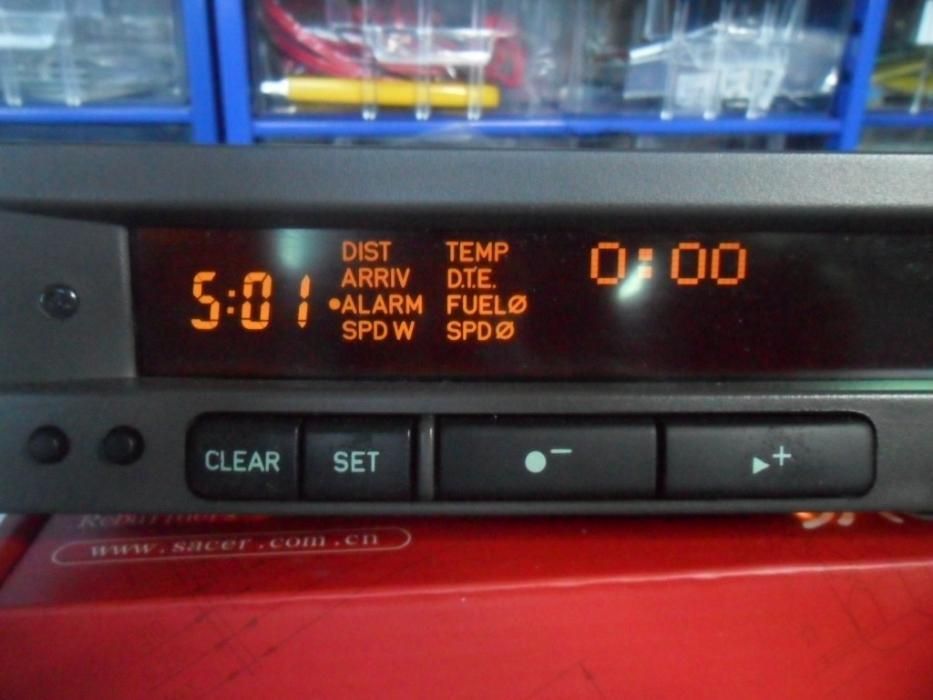 DIST TEMP 0:00
ARRIV D.T.E.
5:01 •ALARM FUELØ
SPD W SPDØ
CLEAR SET ●− ▶+
www.sacer.com.cn